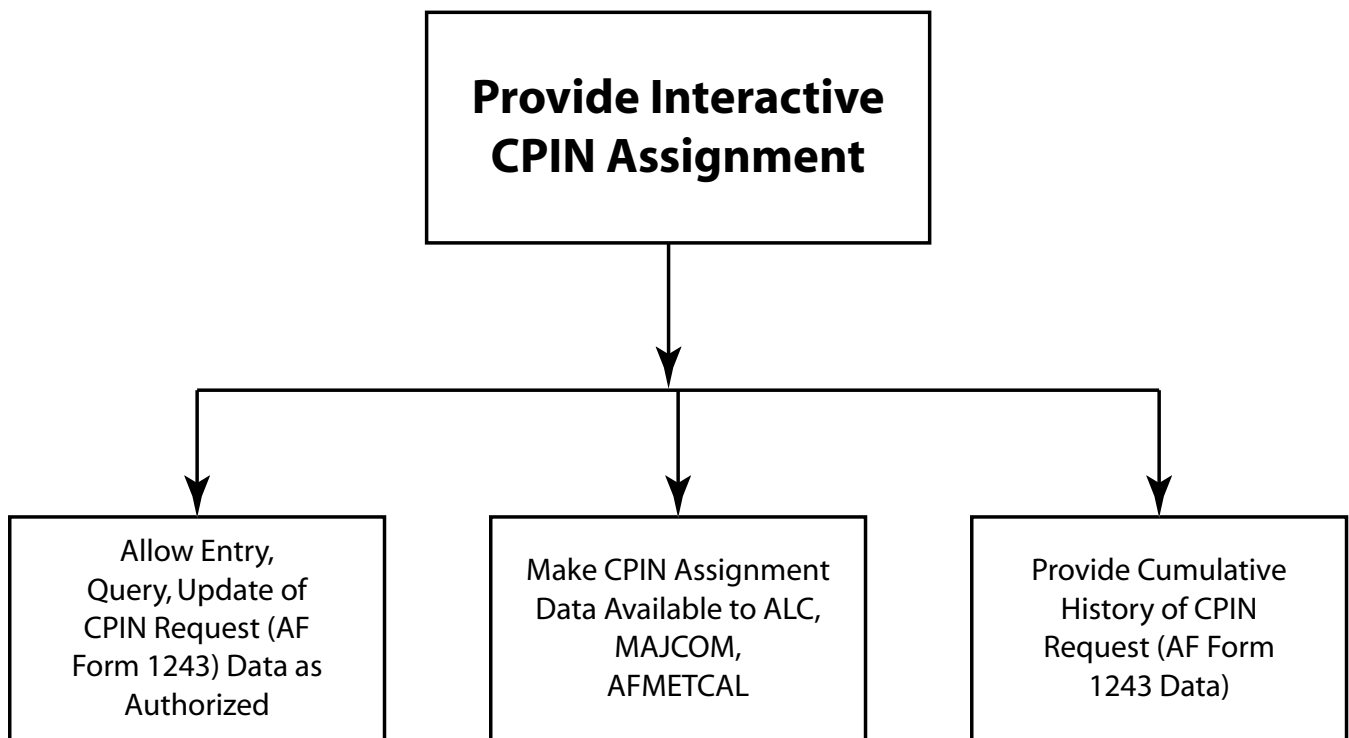 Provide Interactive
CPIN Assignment
Allow Entry,
Query, Update of
CPIN Request (AF
Form 1243) Data as
Authorized
Make CPIN Assignment
Data Available to ALC,
MAJCOM,
AFMETCAL
Provide Cumulative
History of CPIN
Request (AF Form
1243 Data)